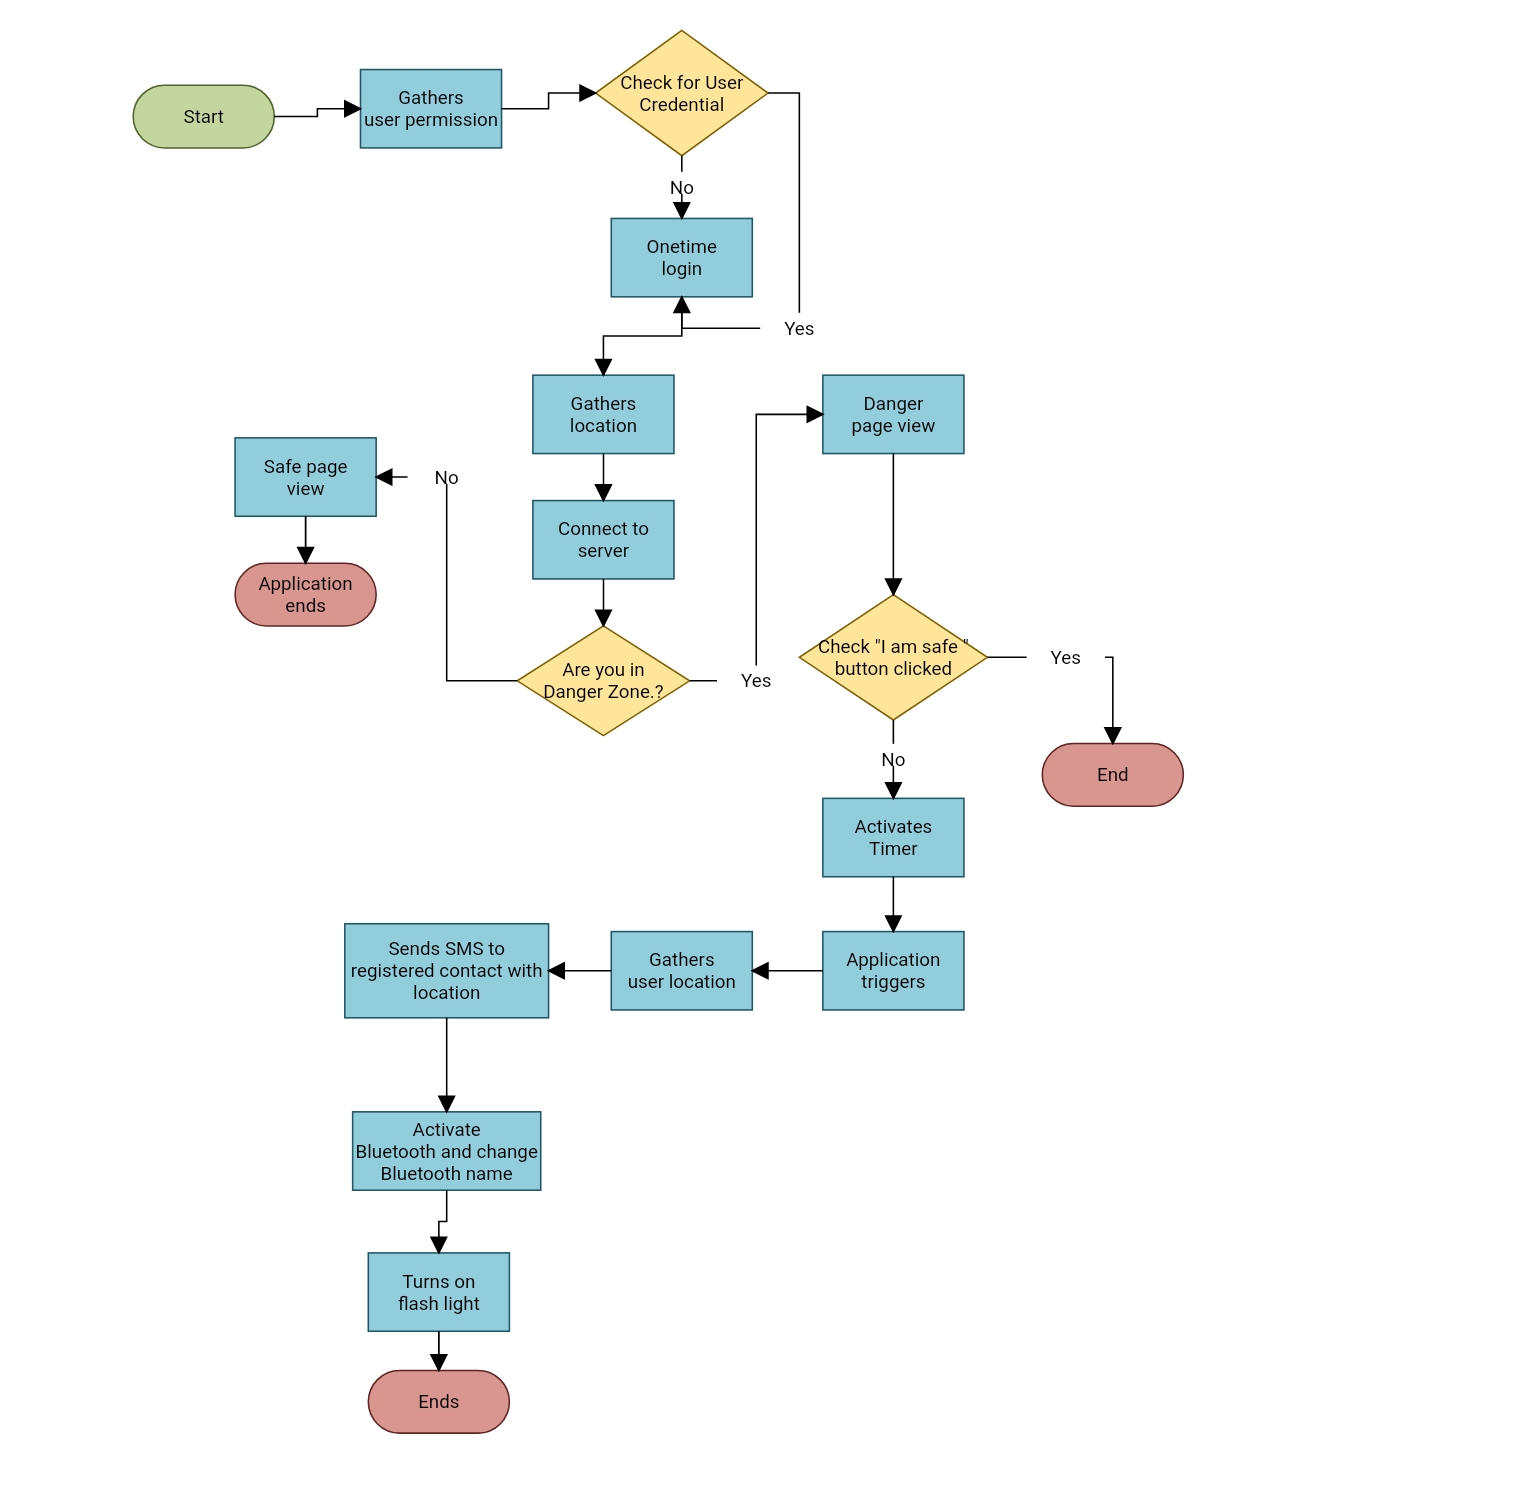 Start
Gathers
user permission
Check for User
Credential
No
Onetime
login
Yes
Gathers
location
Danger
page view
Safe page
view
No
Connect to
server
Application
ends
Are you in
Danger Zone.?
Yes
Check "I am safe "
button clicked
Yes
No
End
Activates
Timer
Sends SMS to
registered contact with
location
Gathers
user location
Application
triggers
Activate
Bluetooth and change
Bluetooth name
Turns on
flash light
Ends